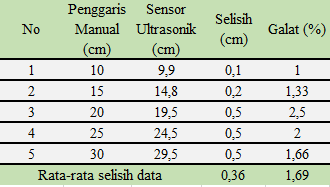 No Penggaris Manual (cm) Sensor Ultrasonik (cm) Selisih (cm) Galat (%)
1 10 9,9 0,1 1
2 15 14,8 0,2 1,33
3 20 19,5 0,5 2,5
4 25 24,5 0,5 2
5 30 29,5 0,5 1,66
Rata-rata selisih data 0,36 1,69